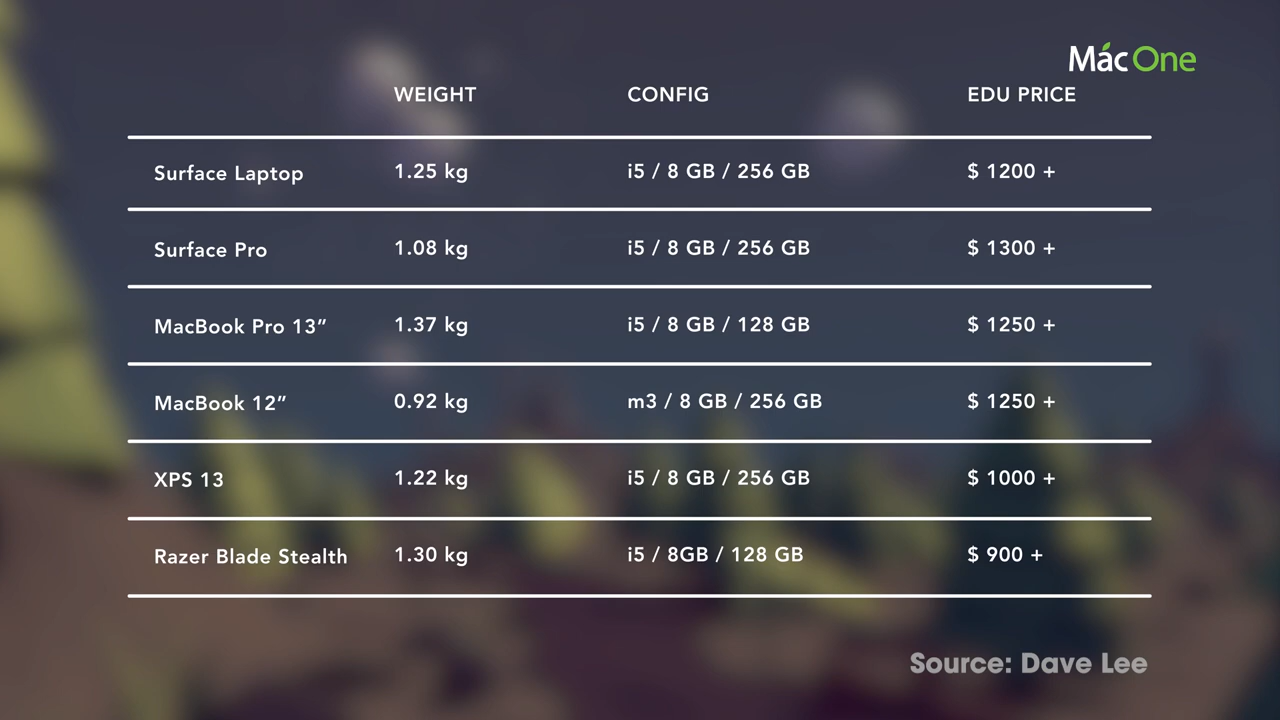 Mác One
WEIGHT CONFIG EDU PRICE
Surface Laptop 1.25 kg i5 / 8 GB / 256 GB $ 1200 +
Surface Pro 1.08 kg i5 / 8 GB / 256 GB $ 1300 +
MacBook Pro 13” 1.37 kg i5 / 8 GB / 128 GB $ 1250 +
MacBook 12” 0.92 kg m3 / 8 GB / 256 GB $ 1250 +
XPS 13 1.22 kg i5 / 8 GB / 256 GB $ 1000 +
Razer Blade Stealth 1.30 kg i5 / 8GB / 128 GB $ 900 +
Source: Dave Lee